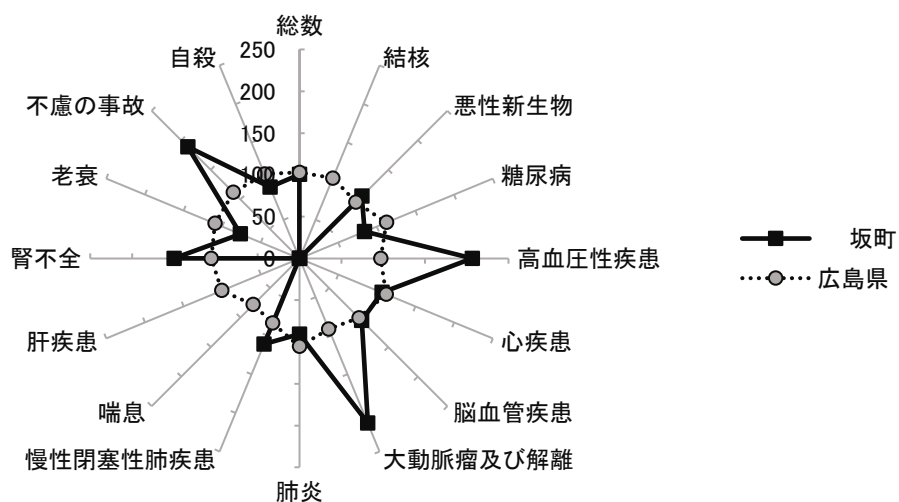 総数
結核
悪性新生物
糖尿病
高血圧性疾患
心疾患
脳血管疾患
大動脈瘤及び解離
肺炎
慢性閉塞性肺疾患
喘息
肝疾患
腎不全
老衰
不慮の事故
自殺
250
200
150
100
50
0
坂町
広島県